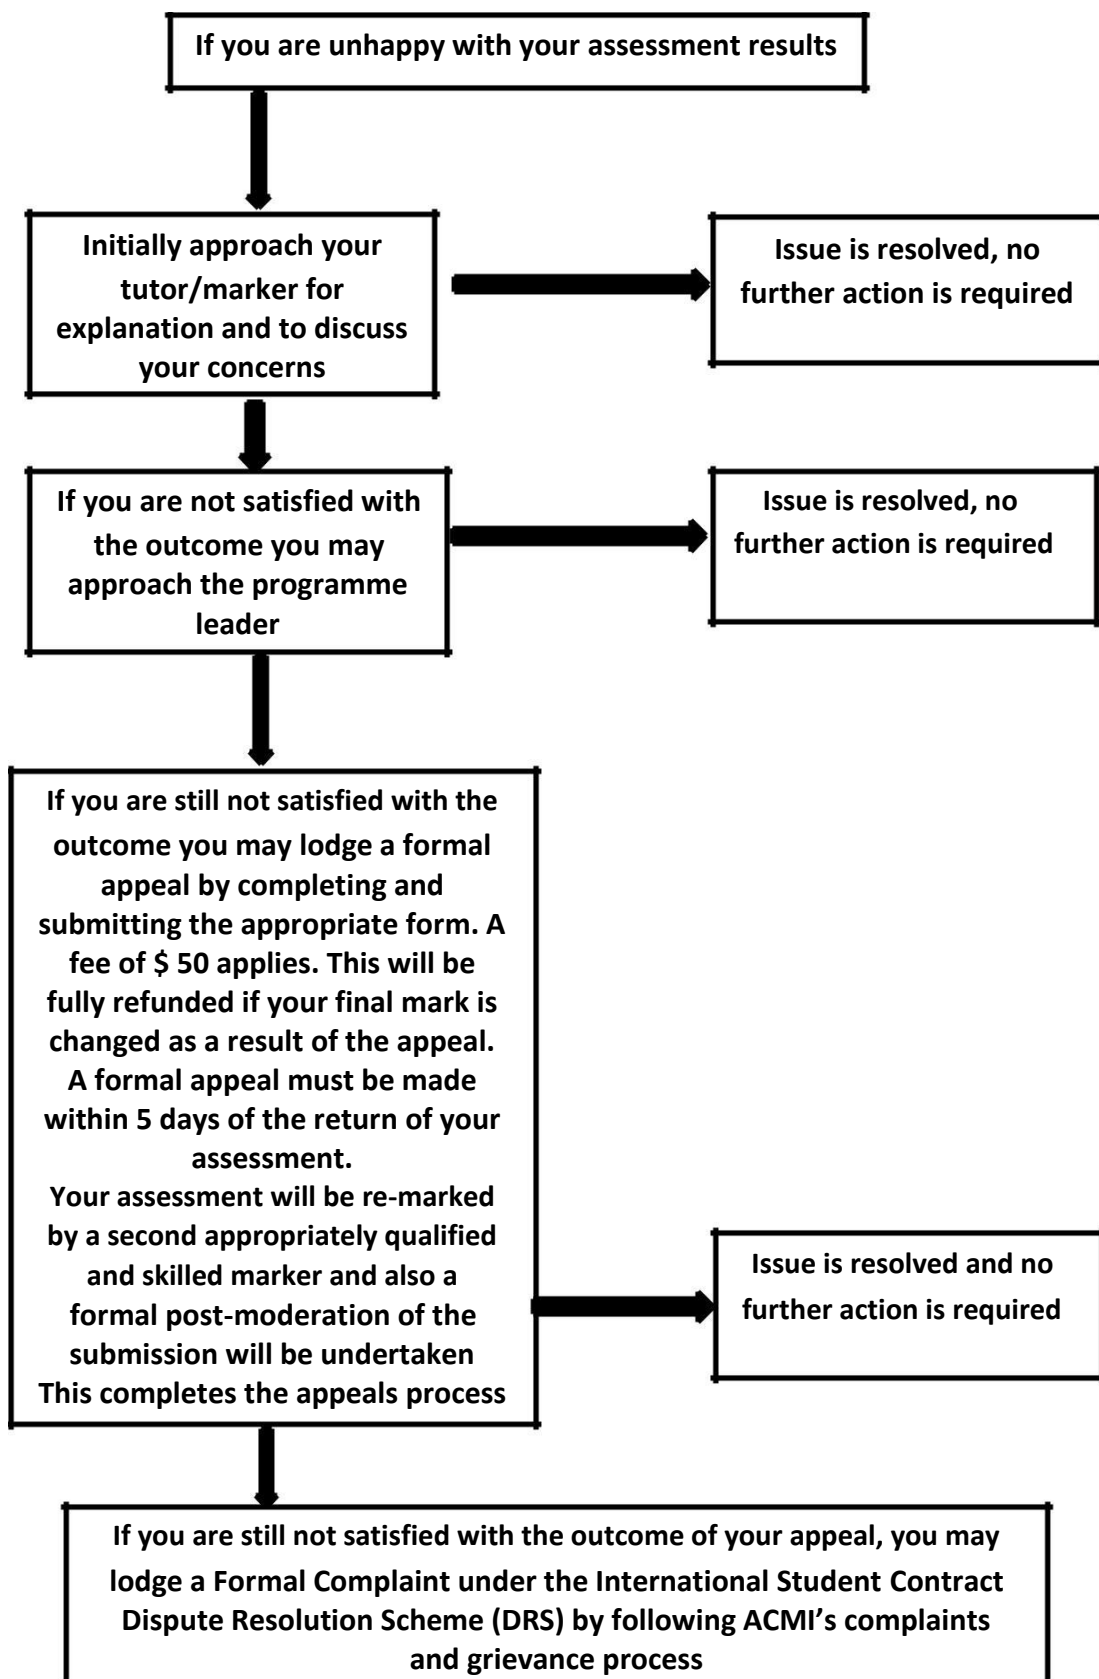 If you are unhappy with your assessment results
Initially approach your
tutor/marker for
explanation and to discuss
your concerns
Issue is resolved, no
further action is required
If you are not satisfied with
the outcome you may
approach the programme
leader
Issue is resolved, no
further action is required
If you are still not satisfied with the
outcome you may lodge a formal
appeal by completing and
submitting the appropriate form. A
fee of $ 50 applies. This will be
fully refunded if your final mark is
changed as a result of the appeal.
A formal appeal must be made
within 5 days of the return of your
assessment.
Your assessment will be re-marked
by a second appropriately qualified
and skilled marker and also a
formal post-moderation of the
submission will be undertaken
This completes the appeals process
Issue is resolved and no
further action is required
If you are still not satisfied with the outcome of your appeal, you may
lodge a Formal Complaint under the International Student Contract
Dispute Resolution Scheme (DRS) by following ACMI’s complaints
and grievance process